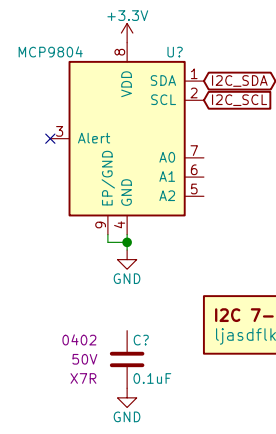 +3.3V
MCP9804
U?
8
VDD
SDA
1
I2C_SDA
SCL
2
I2C_SCL
3
Alert
A0
7
A1
6
A2
5
EP/GND
GND
9
4
GND
I2C 7-
ljasdflk
0402
C?
50V
X7R
0.1uF
GND